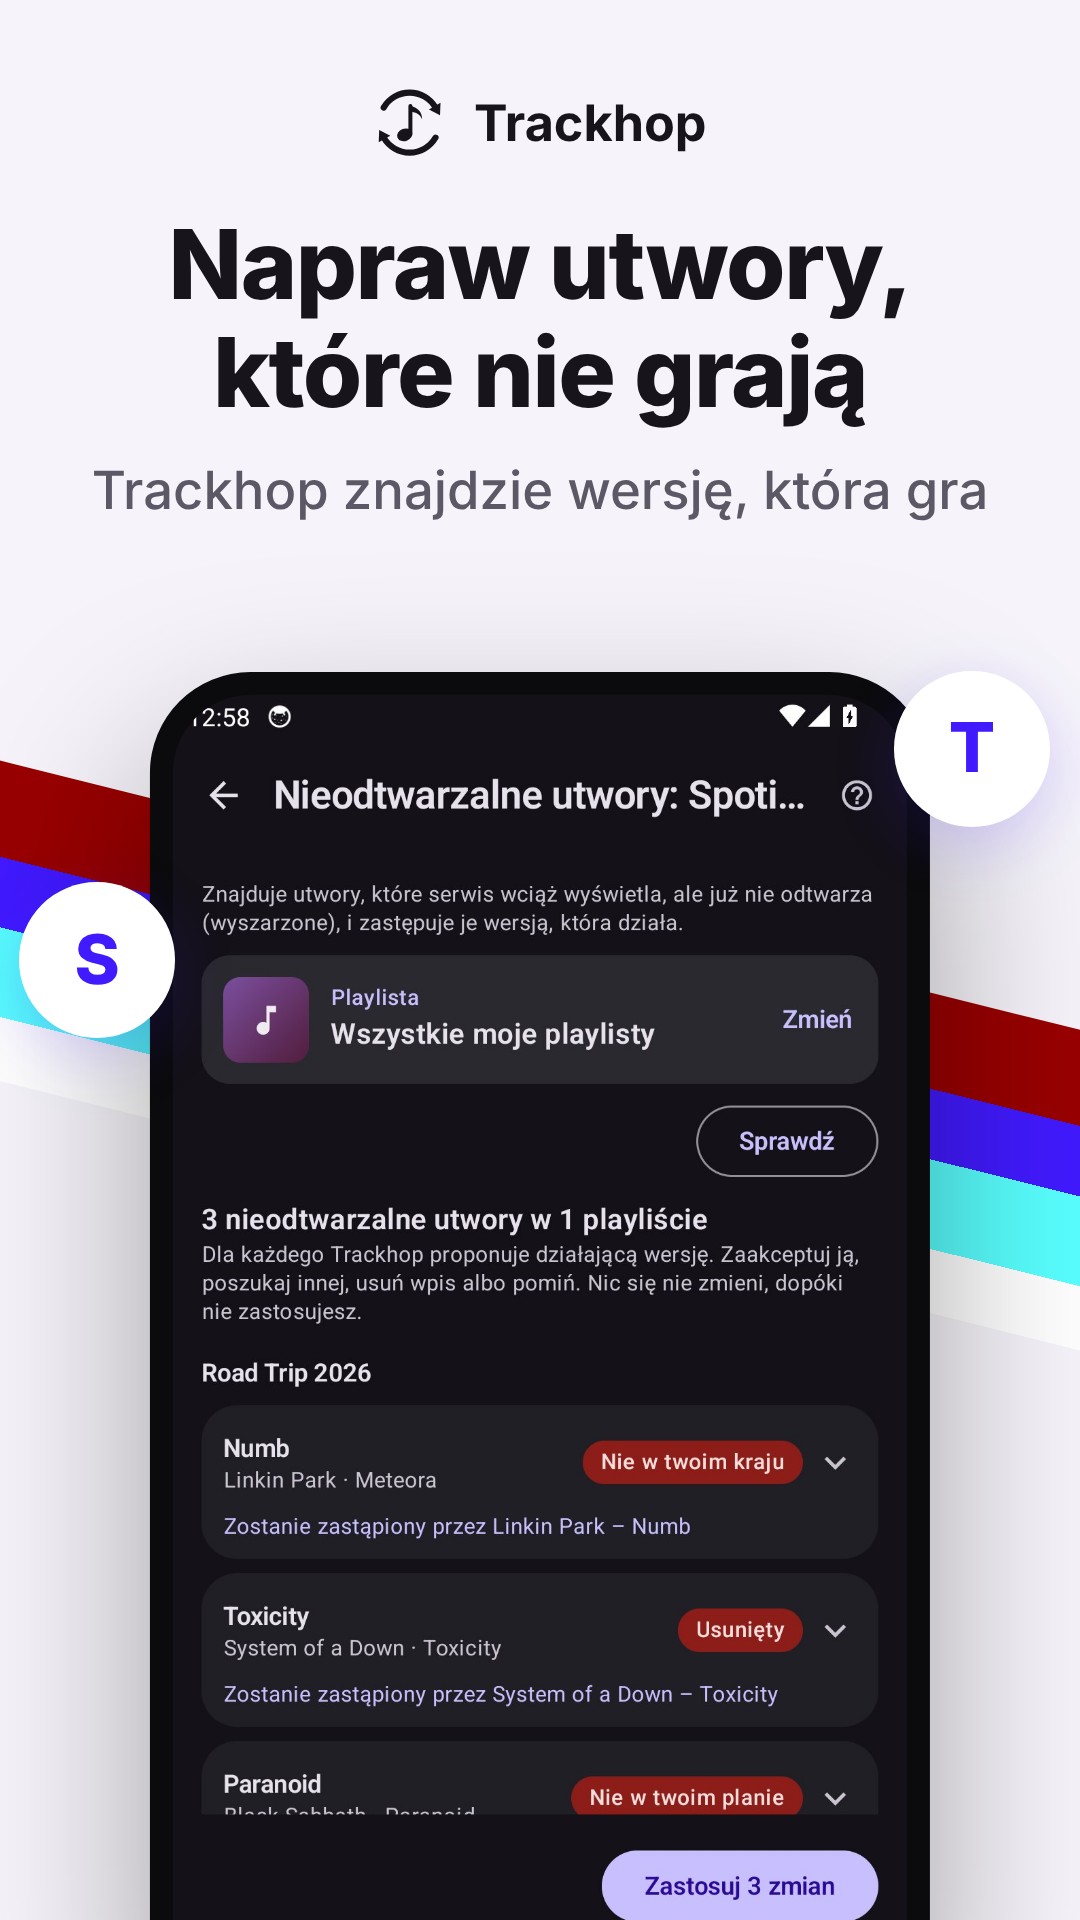 Trackhop
Napraw utwory,
które nie grają
Trackhop znajdzie wersję, która gra
T
12:58
Nieodtwarzalne utwory: Spoti...
Znajduje utwory, które serwis wciąż wyświetla, ale już nie odtwarza
(wyszarzone), i zastępuje je wersją, która działa.
S
Playlista
Wszystkie moje playlisty
Zmień
Sprawdź
3 nieodtwarzalne utwory w 1 playliście
Dla każdego Trackhop proponuje działającą wersję. Zaakceptuj ją,
poszukaj innej, usuń wpis albo pomiń. Nic się nie zmieni, dopóki
nie zastosujesz.
Road Trip 2026
Numb
Linkin Park · Meteora
Nie w twoim kraju
Zostanie zastąpiony przez Linkin Park – Numb
Toxicity
System of a Down · Toxicity
Usunięty
Zostanie zastąpiony przez System of a Down – Toxicity
Paranoid
Black Sabbath · Paranoid
Nie w twoim planie
Zastosuj 3 zmian